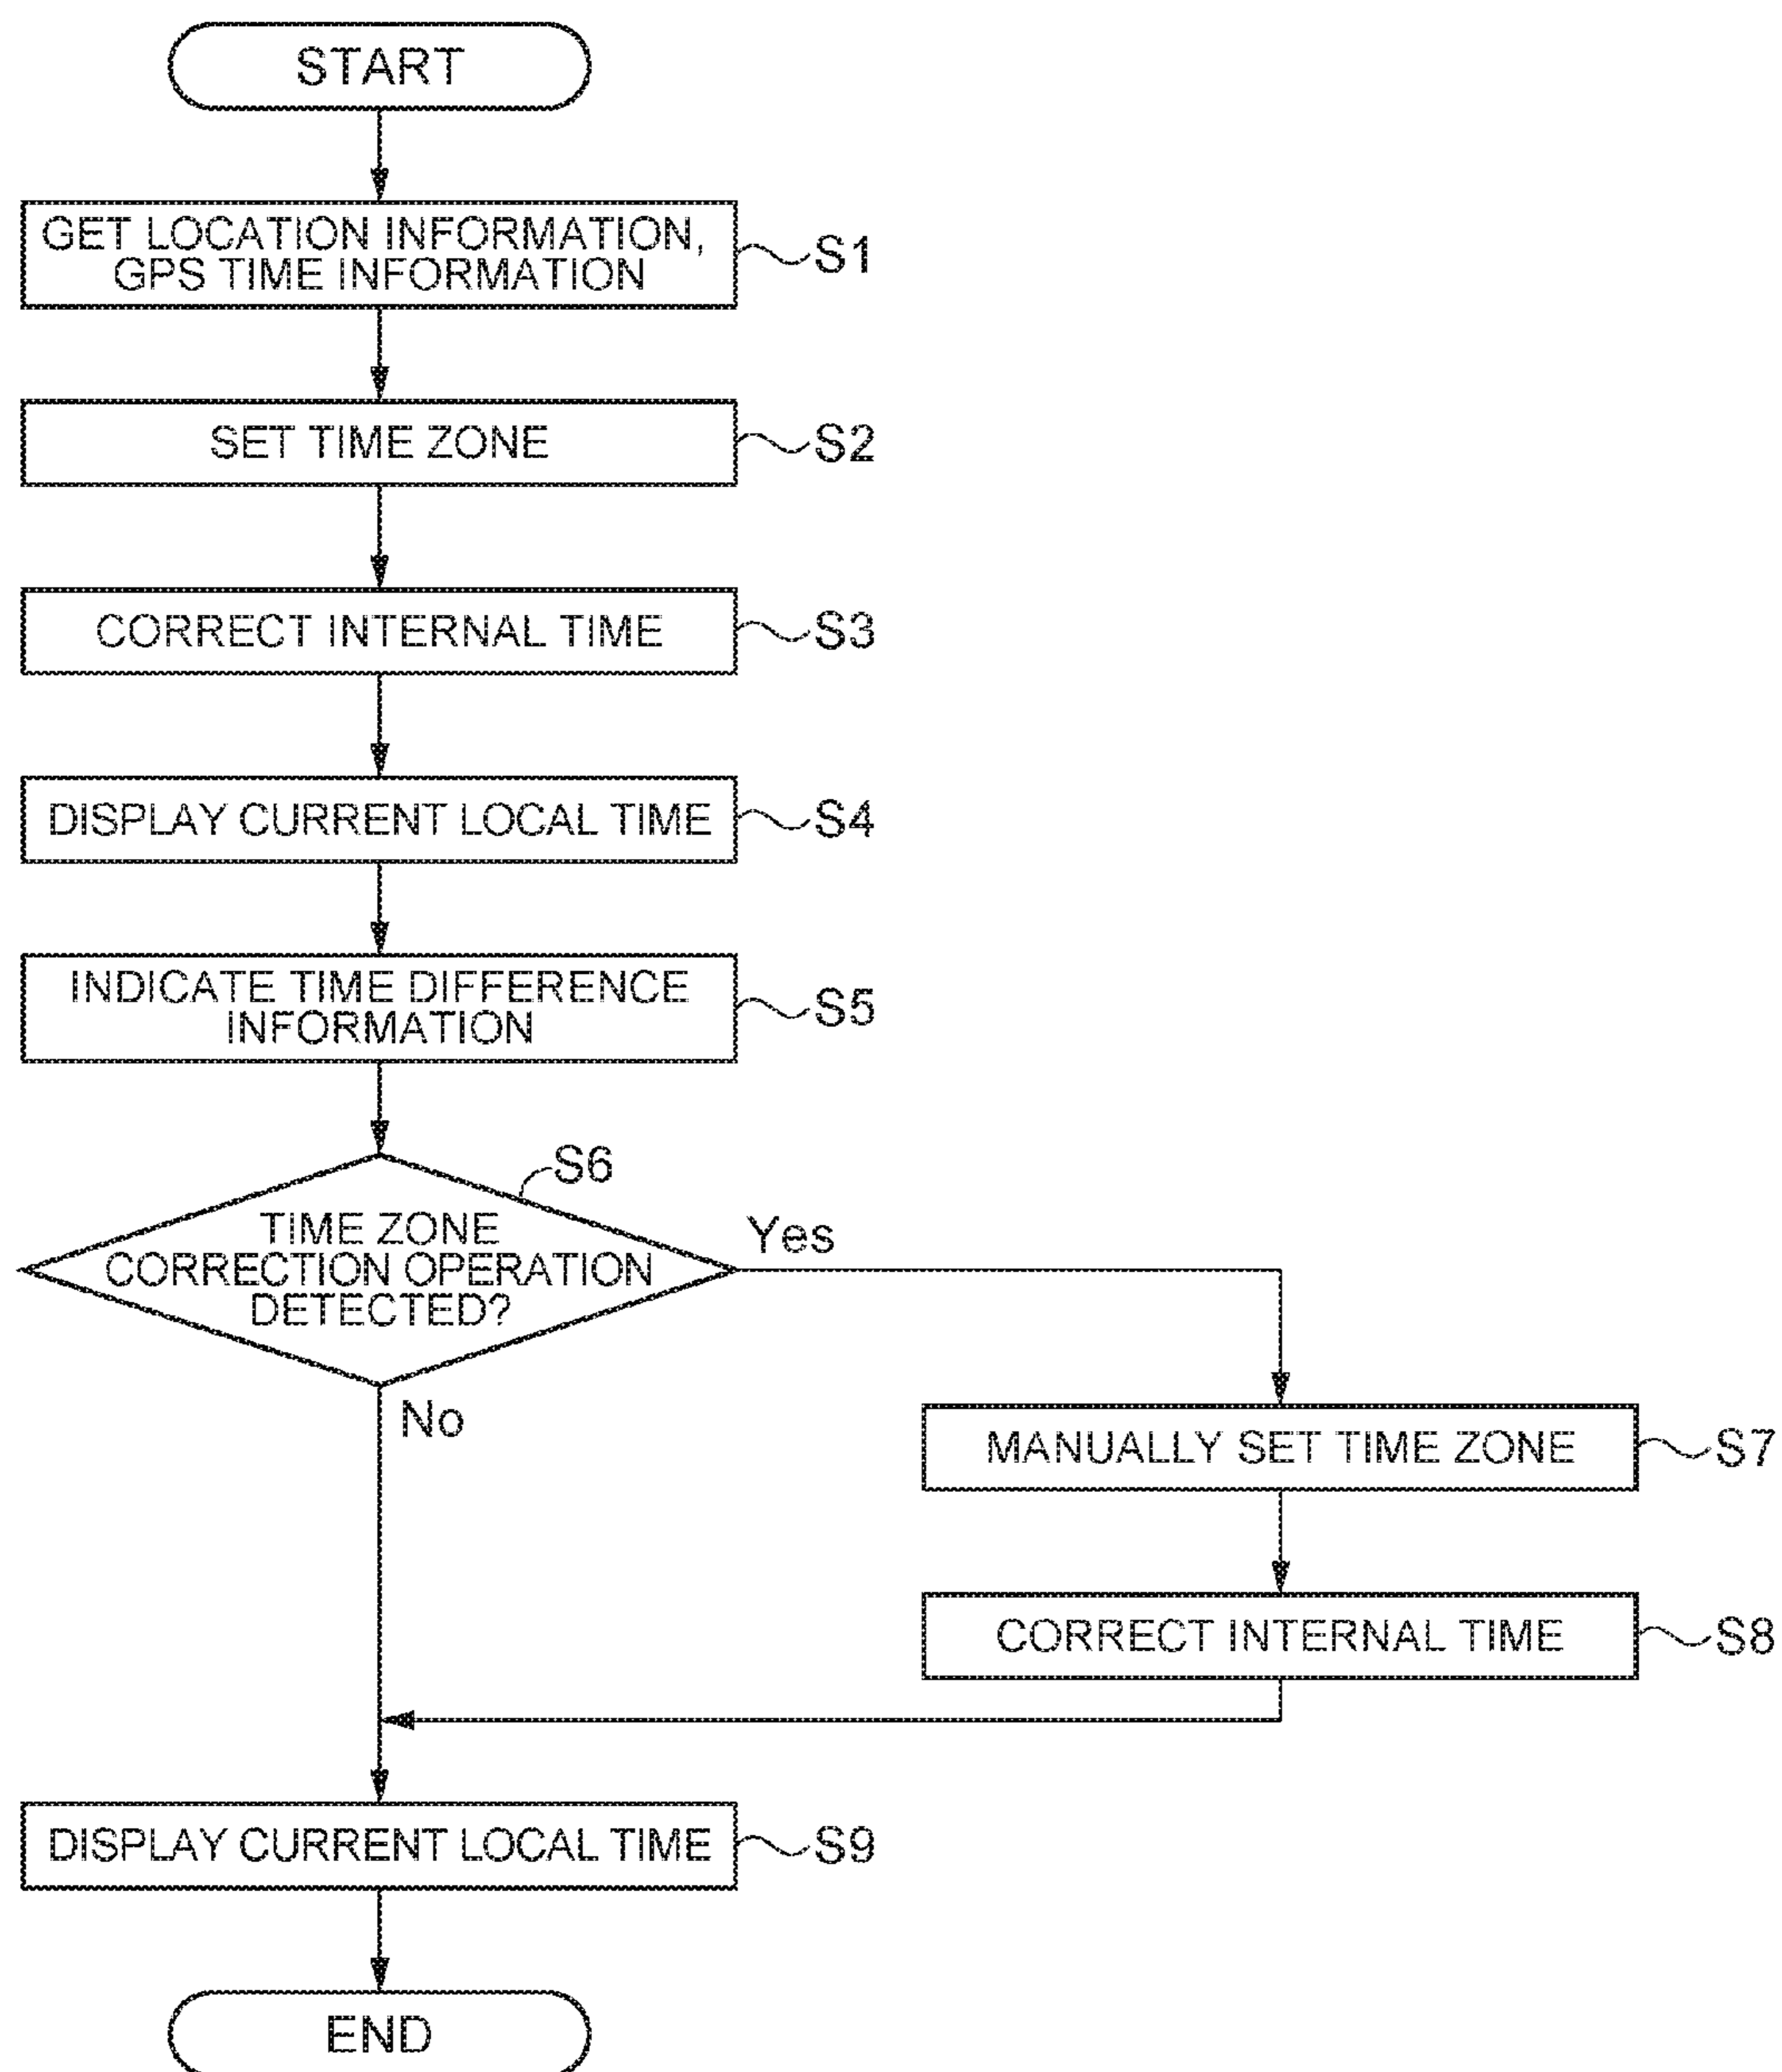 START
GET LOCATION INFORMATION,
GPS TIME INFORMATION
S1
SET TIME ZONE
S2
CORRECT INTERNAL TIME
S3
DISPLAY CURRENT LOCAL TIME
S4
INDICATE TIME DIFFERENCE
INFORMATION
S5
S6
TIME ZONE
CORRECTION OPERATION
DETECTED?
Yes
No
MANUALLY SET TIME ZONE
S7
CORRECT INTERNAL TIME
S8
DISPLAY CURRENT LOCAL TIME
S9
END